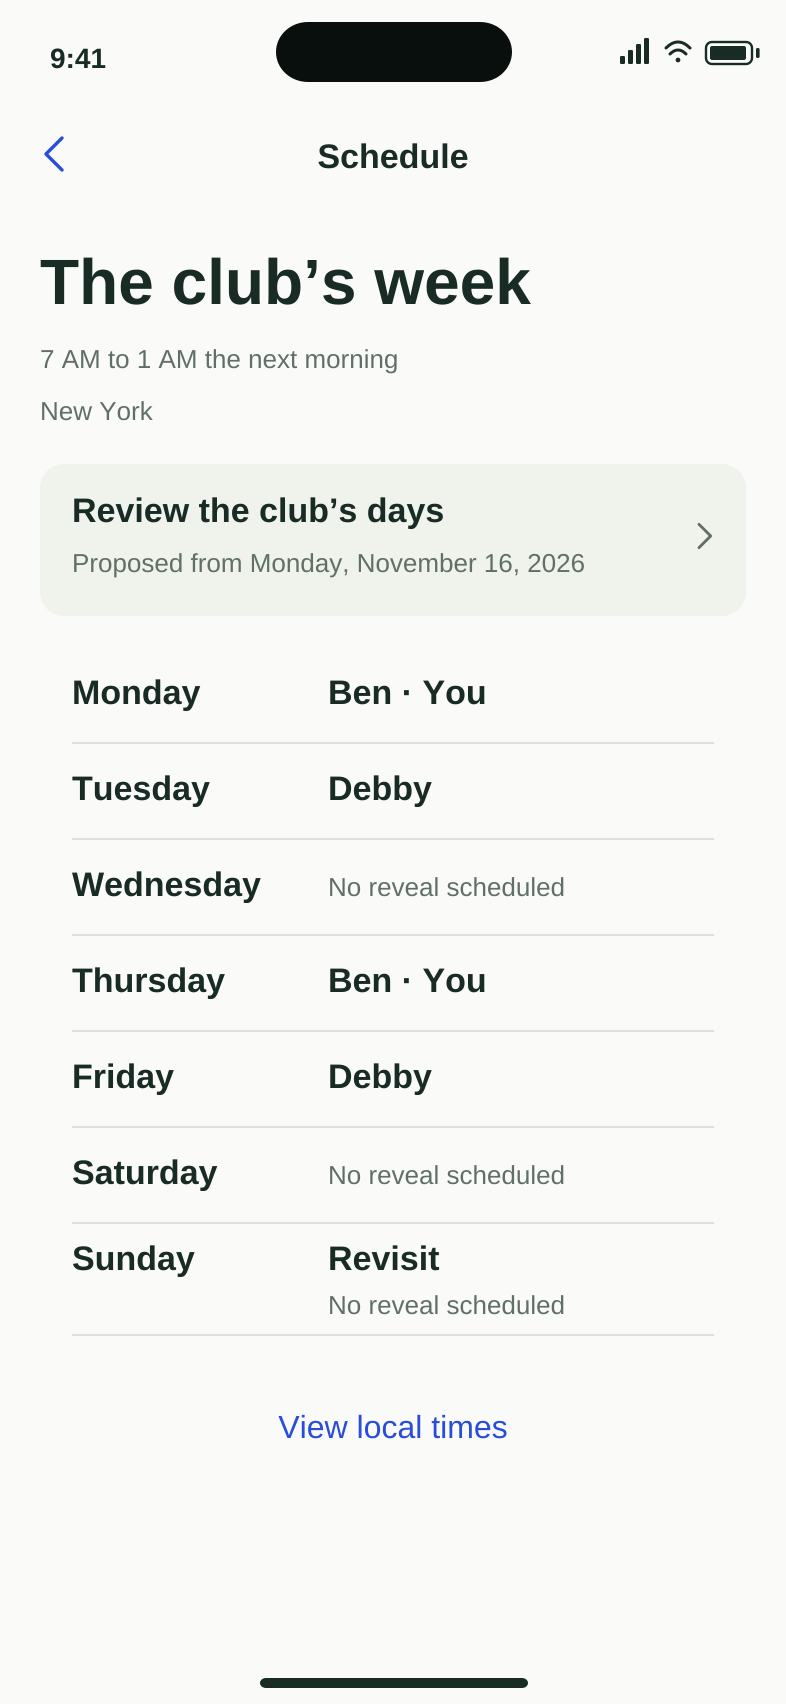 9:41
Schedule
The club’s week
7 AM to 1 AM the next morning
New York
Review the club’s days
Proposed from Monday, November 16, 2026
Monday Ben · You
Tuesday Debby
Wednesday No reveal scheduled
Thursday Ben · You
Friday Debby
Saturday No reveal scheduled
Sunday Revisit
No reveal scheduled
View local times